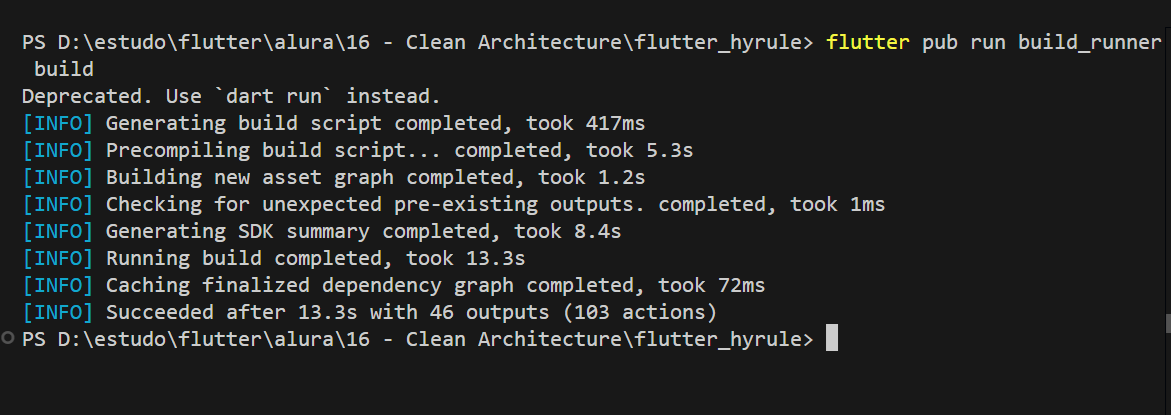 PS D:\estudo\flutter\alura\16 - Clean Architecture\flutter_hyrule> flutter pub run build_runner
 build
Deprecated. Use `dart run` instead.
[INFO] Generating build script completed, took 417ms
[INFO] Precompiling build script... completed, took 5.3s
[INFO] Building new asset graph completed, took 1.2s
[INFO] Checking for unexpected pre-existing outputs. completed, took 1ms
[INFO] Generating SDK summary completed, took 8.4s
[INFO] Running build completed, took 13.3s
[INFO] Caching finalized dependency graph completed, took 72ms
[INFO] Succeeded after 13.3s with 46 outputs (103 actions)
PS D:\estudo\flutter\alura\16 - Clean Architecture\flutter_hyrule>